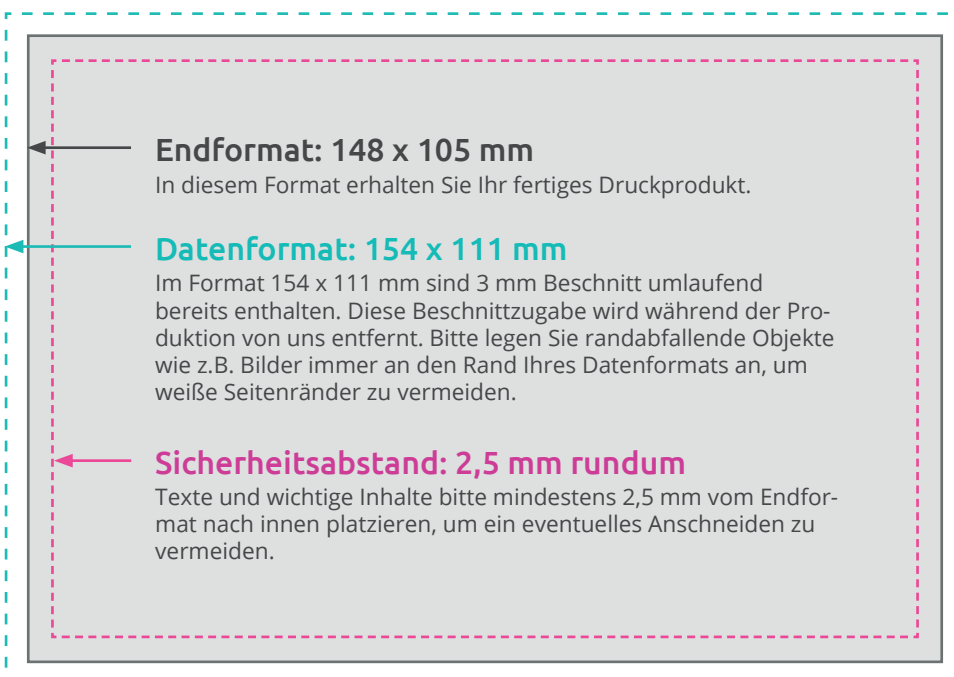 Endformat: 148 x 105 mm
In diesem Format erhalten Sie Ihr fertiges Druckprodukt.
Datenformat: 154 x 111 mm
Im Format 154 x 111 mm sind 3 mm Beschnitt umlaufend
bereits enthalten. Diese Beschnittzugabe wird während der Pro-
duktion von uns entfernt. Bitte legen Sie randabfallende Objekte
wie z.B. Bilder immer an den Rand Ihres Datenformats an, um
weiße Seitenränder zu vermeiden.
Sicherheitsabstand: 2,5 mm rundum
Texte und wichtige Inhalte bitte mindestens 2,5 mm vom Endfor-
mat nach innen platzieren, um ein eventuelles Anschneiden zu
vermeiden.